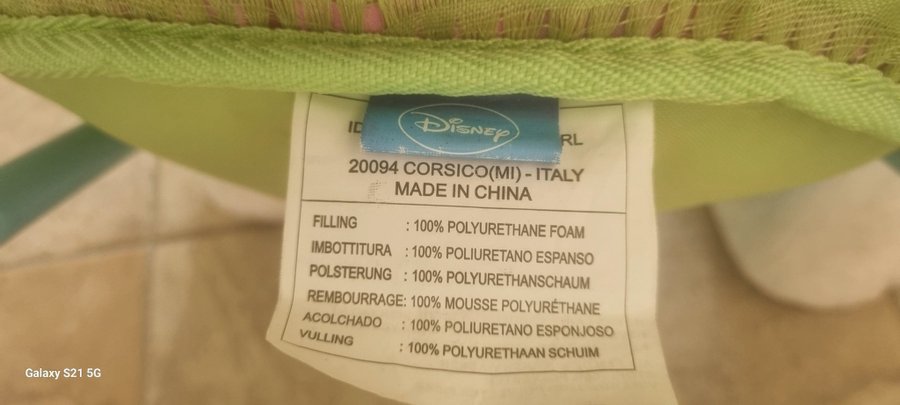 Disney
20094 CORSICO(MI) - ITALY
MADE IN CHINA
FILLING : 100% POLYURETHANE FOAM
IMBOTTITURA : 100% POLIURETANO ESPANSO
POLSTERUNG : 100% POLYURETHANSCHAUM
REMBOURRAGE: 100% MOUSSE POLYURÉTHANE
ACOLCHADO : 100% POLIURETANO ESPONJOSO
VULLING : 100% POLYURETHAAN SCHUIM
Galaxy S21 5G